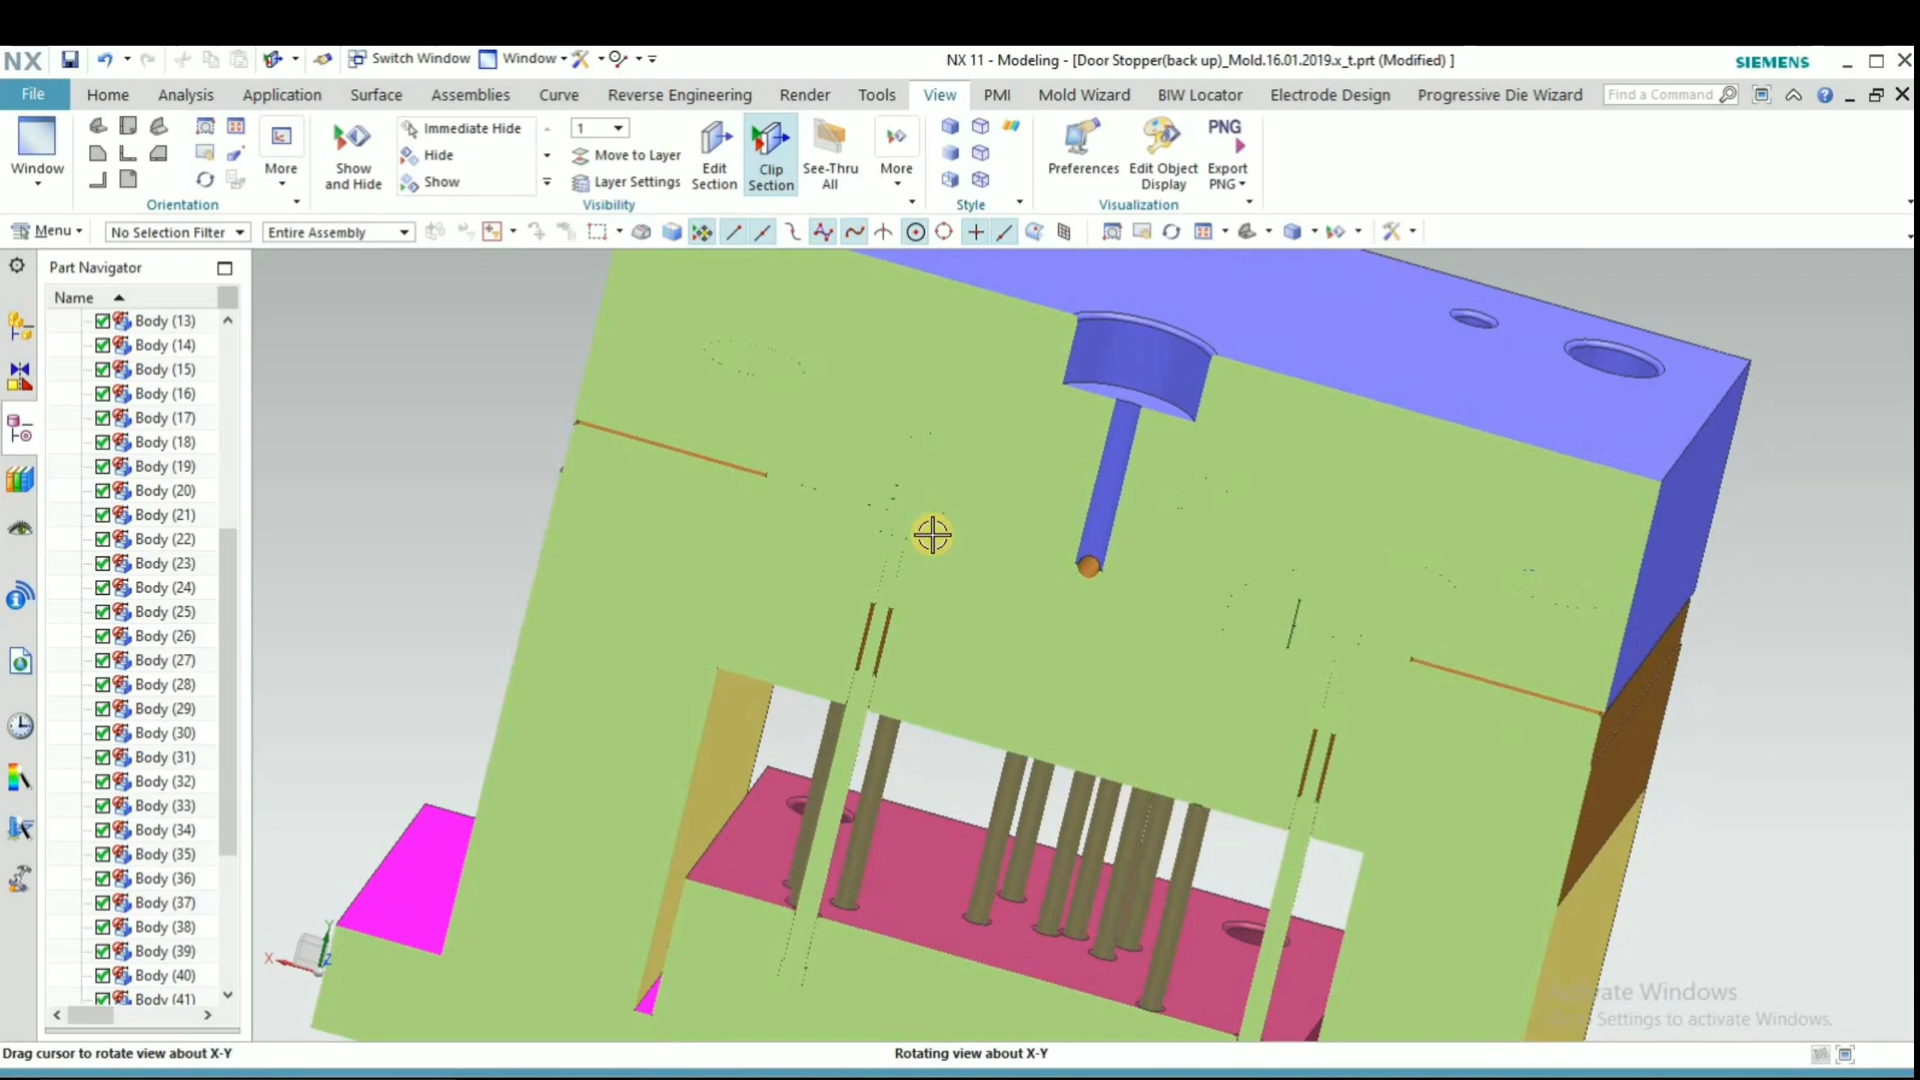 NX
Switch Window
Window
NX 11 - Modeling - [Door Stopper(back up)_Mold.16.01.2019.x_t.prt (Modified) ]
SIEMENS
File
Home
Analysis
Application
Surface
Assemblies
Curve
Reverse Engineering
Render
Tools
View
PMI
Mold Wizard
BIW Locator
Electrode Design
Progressive Die Wizard
Find a Command
Window
More
Orientation
Show and Hide
Immediate Hide
Hide
Show
1
Move to Layer
Layer Settings
Visibility
Edit Section
Clip Section
See-Thru All
More
Style
Preferences
Edit Object Display
PNG
Export PNG
Visualization
Menu
No Selection Filter
Entire Assembly
Part Navigator
Name
Body (13)
Body (14)
Body (15)
Body (16)
Body (17)
Body (18)
Body (19)
Body (20)
Body (21)
Body (22)
Body (23)
Body (24)
Body (25)
Body (26)
Body (27)
Body (28)
Body (29)
Body (30)
Body (31)
Body (32)
Body (33)
Body (34)
Body (35)
Body (36)
Body (37)
Body (38)
Body (39)
Body (40)
Body (41)
X
Y
Z
Windows
Settings to activate Windows.
Drag cursor to rotate view about X-Y
Rotating view about X-Y